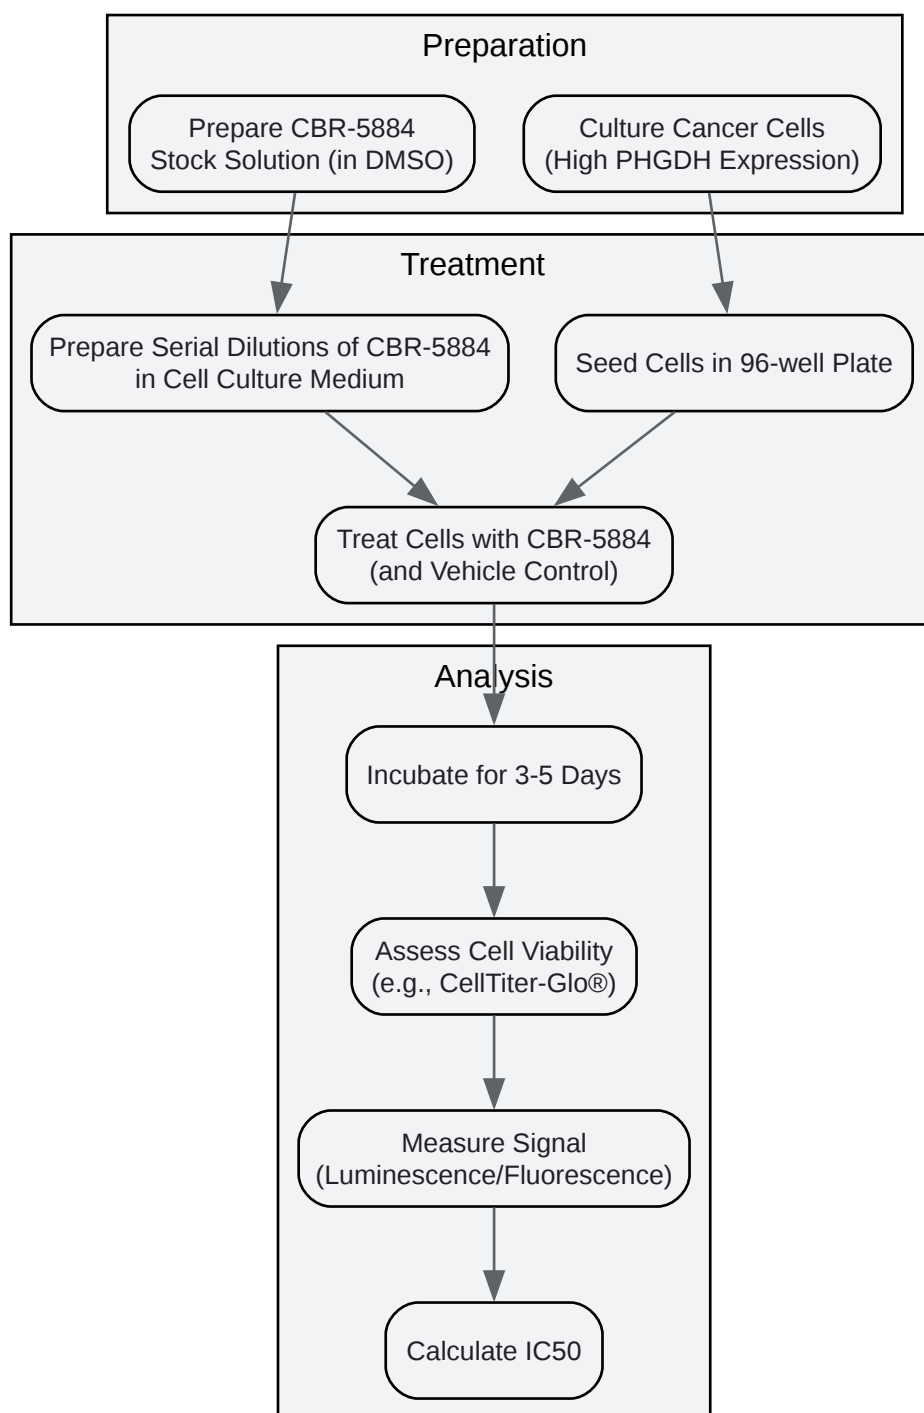 Preparation
Prepare CBR-5884
Stock Solution (in DMSO)
Culture Cancer Cells
(High PHGDH Expression)
Treatment
Prepare Serial Dilutions of CBR-5884
in Cell Culture Medium
Seed Cells in 96-well Plate
Treat Cells with CBR-5884
(and Vehicle Control)
Analysis
Incubate for 3-5 Days
Assess Cell Viability
(e.g., CellTiter-Glo®)
Measure Signal
(Luminescence/Fluorescence)
Calculate IC50